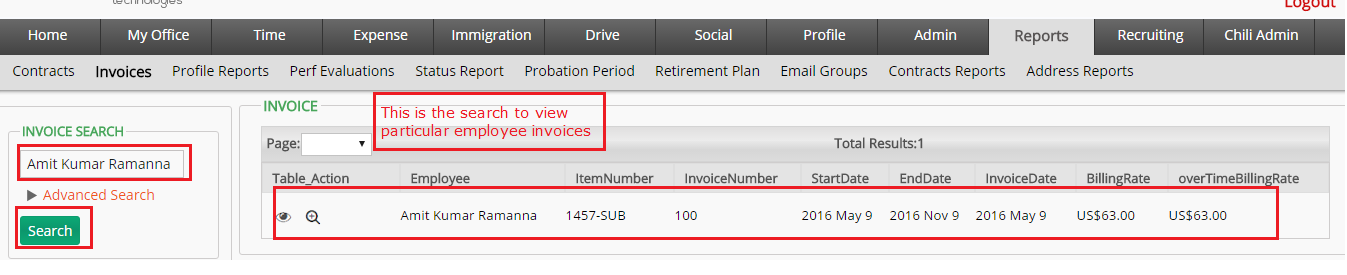 technologies
Logout
Home My Office Time Expense Immigration Drive Social Profile Admin Reports Recruiting Chili Admin
Contracts Invoices Profile Reports Perf Evaluations Status Report Probation Period Retirement Plan Email Groups Contracts Reports Address Reports
INVOICE SEARCH
Amit Kumar Ramanna
Advanced Search
Search
INVOICE
This is the search to view
particular employee invoices
Page: Total Results:1
Table_Action Employee ItemNumber InvoiceNumber StartDate EndDate InvoiceDate BillingRate overTimeBillingRate
Amit Kumar Ramanna 1457-SUB 100 2016 May 9 2016 Nov 9 2016 May 9 US$63.00 US$63.00